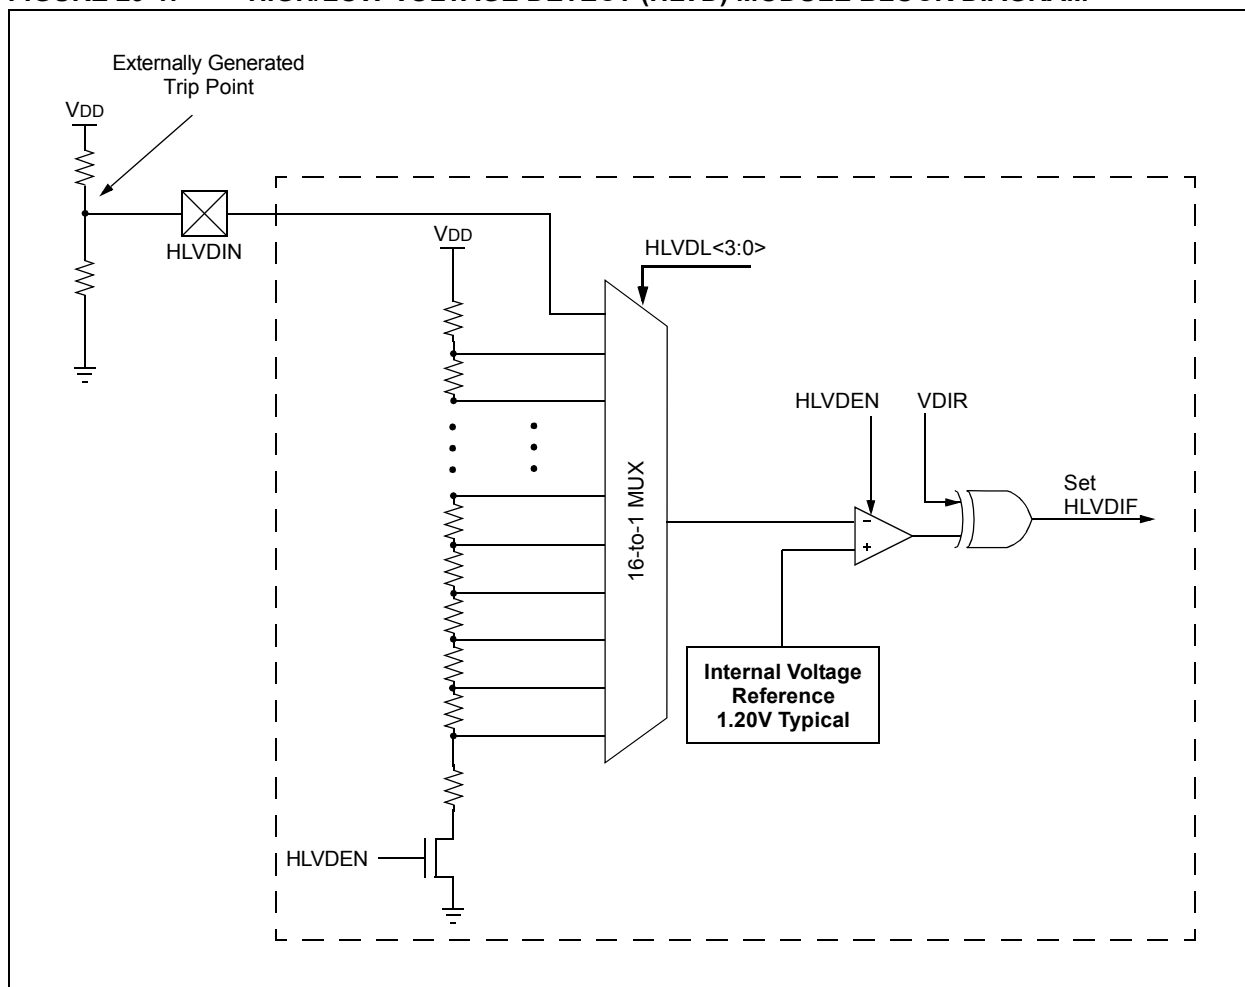 Externally Generated
Trip Point
VDD
HLVDIN
VDD
HLVDL<3:0>
16-to-1 MUX
HLVDEN
VDIR
Set
HLVDIF
-
+
Internal Voltage
Reference
1.20V Typical
HLVDEN